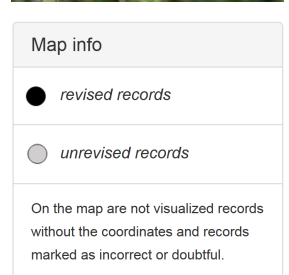 Map info
revised records
unrevised records
On the map are not visualized records
without the coordinates and records
marked as incorrect or doubtful.